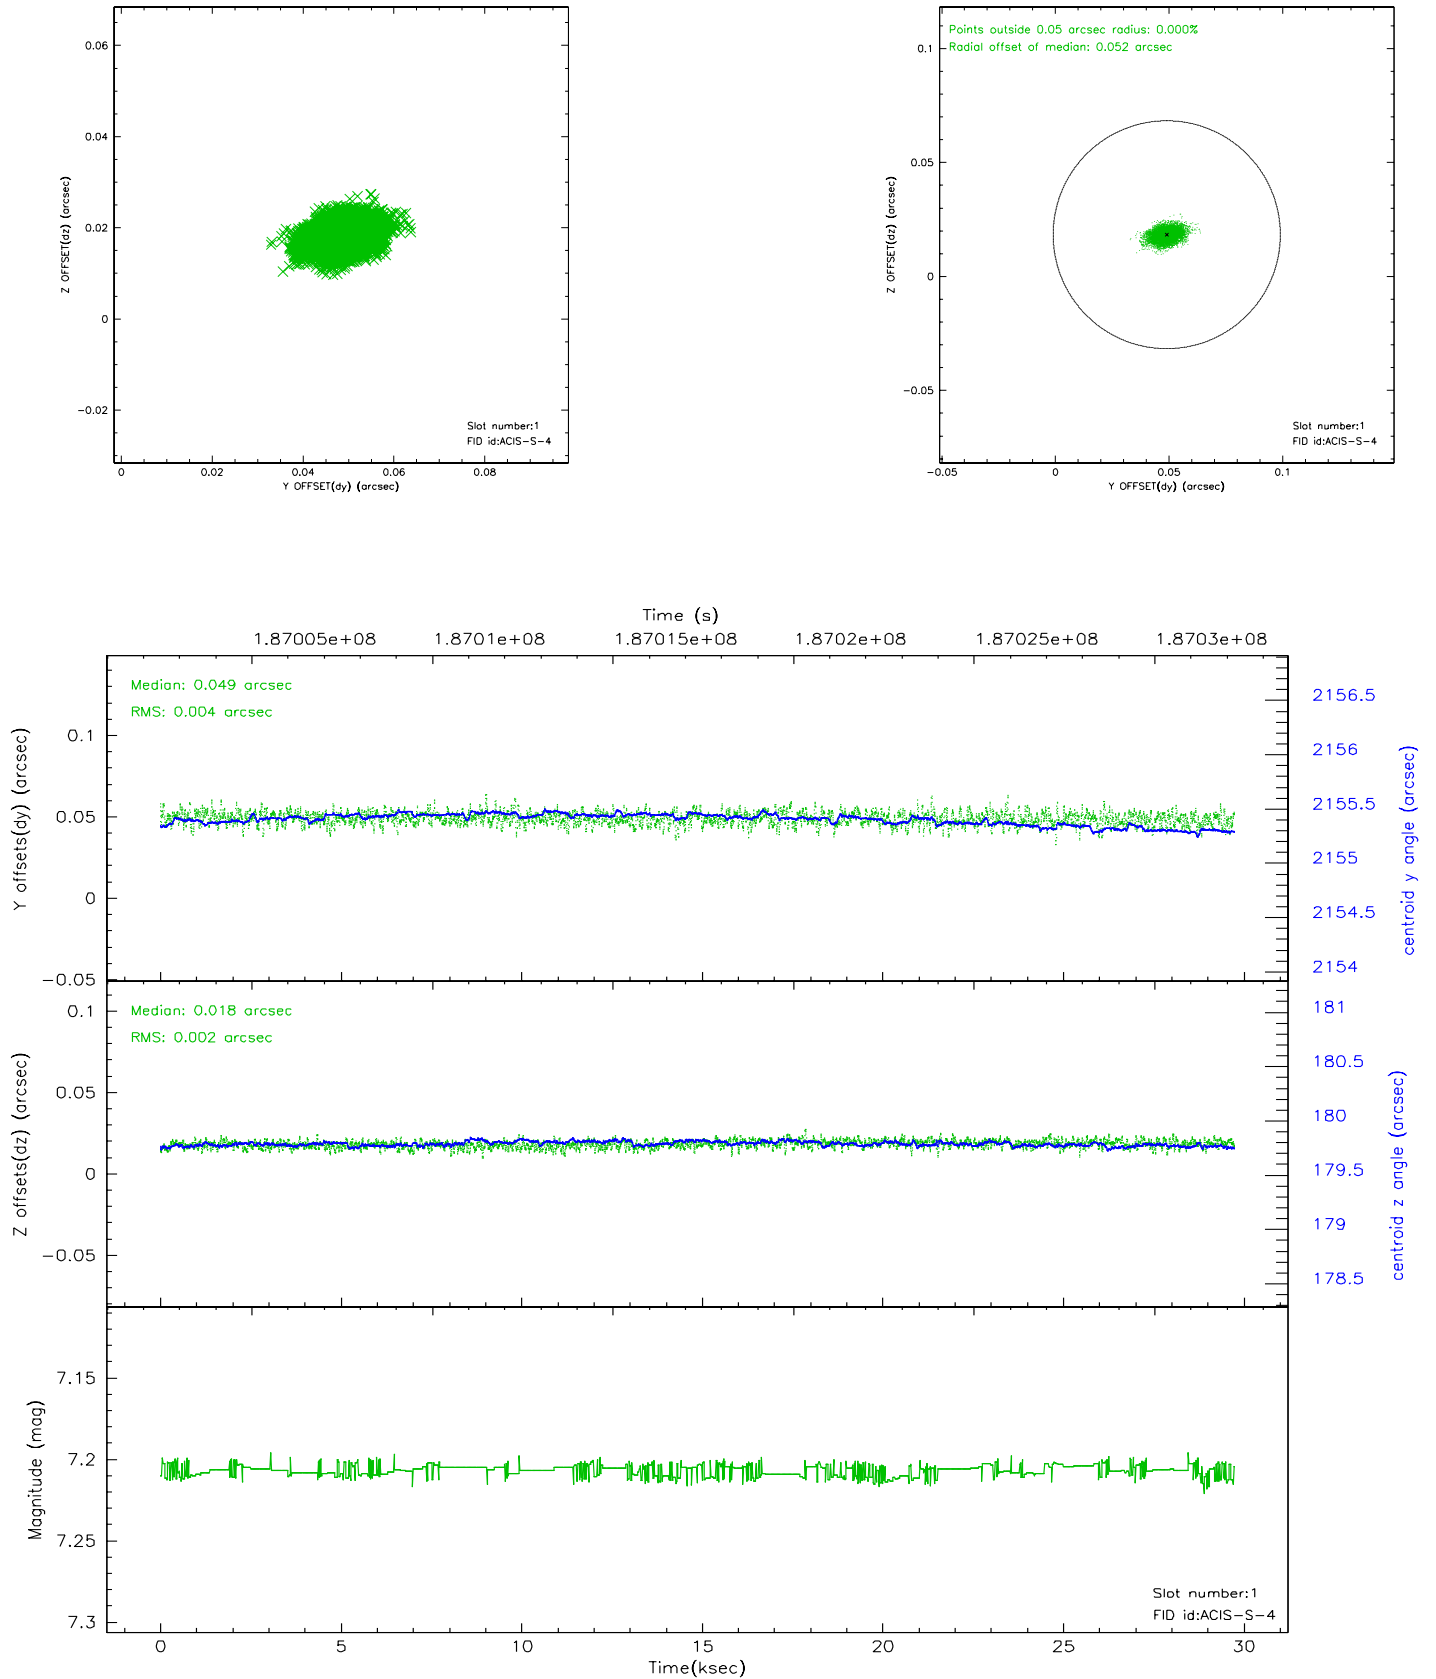 0.06
0.04
0.02
0
−0.02
Z OFFSET(dz) (arcsec)
Slot number:1
FID id:ACIS−S−4
0 0.02 0.04 0.06 0.08
Y OFFSET(dy) (arcsec)
Points outside 0.05 arcsec radius: 0.000%
Radial offset of median: 0.052 arcsec
0.1
0.05
0
−0.05
Z OFFSET(dz) (arcsec)
Slot number:1
FID id:ACIS−S−4
−0.05 0 0.05 0.1
Y OFFSET(dy) (arcsec)
Time (s)
1.87005e+08 1.8701e+08 1.87015e+08 1.8702e+08 1.87025e+08 1.8703e+08
Median: 0.049 arcsec
RMS: 0.004 arcsec
0.1
0.05
0
−0.05
Y offsets(dy) (arcsec)
2156.5
2156
2155.5
2155
2154.5
2154
centroid y angle (arcsec)
Median: 0.018 arcsec
RMS: 0.002 arcsec
0.1
0.05
0
−0.05
Z offsets(dz) (arcsec)
181
180.5
180
179.5
179
178.5
centroid z angle (arcsec)
7.15
7.2
7.25
7.3
Magnitude (mag)
Slot number:1
FID id:ACIS−S−4
0 5 10 15 20 25 30
Time(ksec)